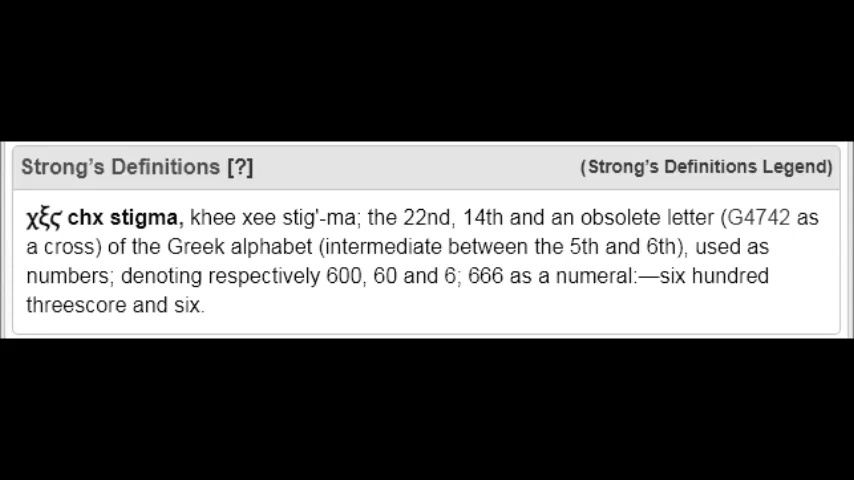 Strong's Definitions [?]
(Strong's Definitions Legend)
χξϛ chx stigma, khee xee stig'-ma; the 22nd, 14th and an obsolete letter (G4742 as
a cross) of the Greek alphabet (intermediate between the 5th and 6th), used as
numbers; denoting respectively 600, 60 and 6; 666 as a numeral:—six hundred
threescore and six.